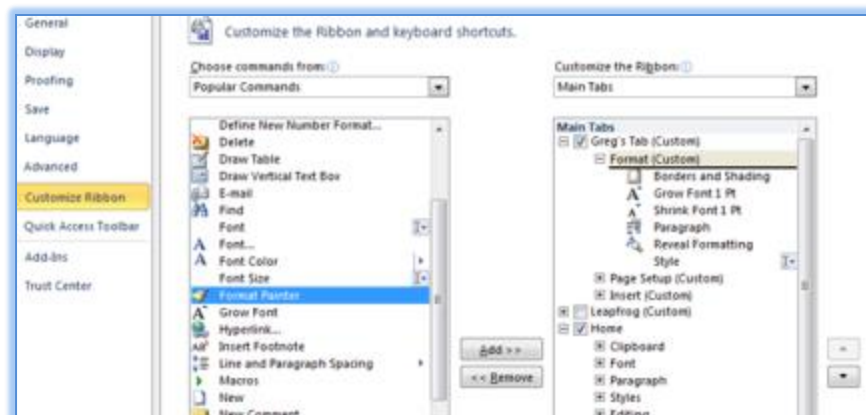 General
Display
Proofing
Save
Language
Advanced
Customize Ribbon
Quick Access Toolbar
Add-Ins
Trust Center
Customize the Ribbon and keyboard shortcuts.
Choose commands from:
Popular Commands
Define New Number Format...
Delete
Draw Table
Draw Vertical Text Box
E-mail
Find
Font
Font...
Font Color
Font Size
Format Painter
Grow Font
Hyperlink...
Insert Footnote
Line and Paragraph Spacing
Macros
New
New Comment
Add >>
<< Remove
Customize the Ribbon:
Main Tabs
Main Tabs
Greg's Tab (Custom)
Format (Custom)
Borders and Shading
Grow Font 1 Pt
Shrink Font 1 Pt
Paragraph
Reveal Formatting
Style
Page Setup (Custom)
Insert (Custom)
Leapfrog (Custom)
Home
Clipboard
Font
Paragraph
Styles
Editing